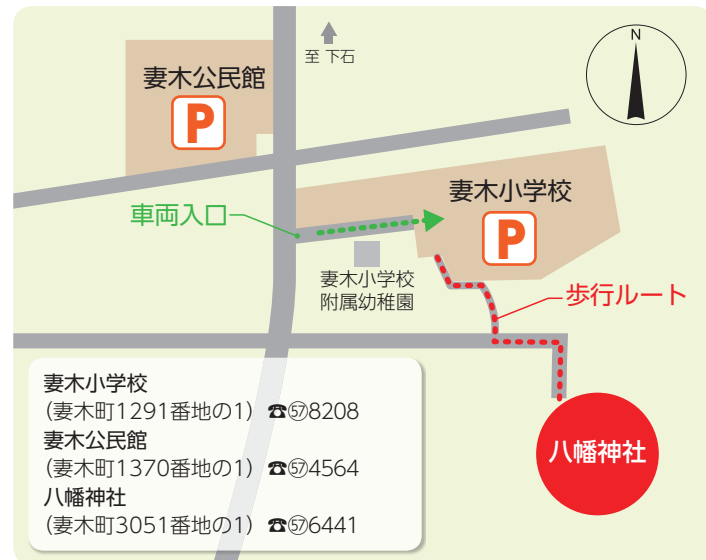 至 下石
N
妻木公民館
P
妻木小学校
P
車両入口
妻木小学校
附属幼稚園
歩行ルート
八幡神社
妻木小学校
(妻木町1291番地の1) ☎㊼8208
妻木公民館
(妻木町1370番地の1) ☎㊼4564
八幡神社
(妻木町3051番地の1) ☎㊼6441